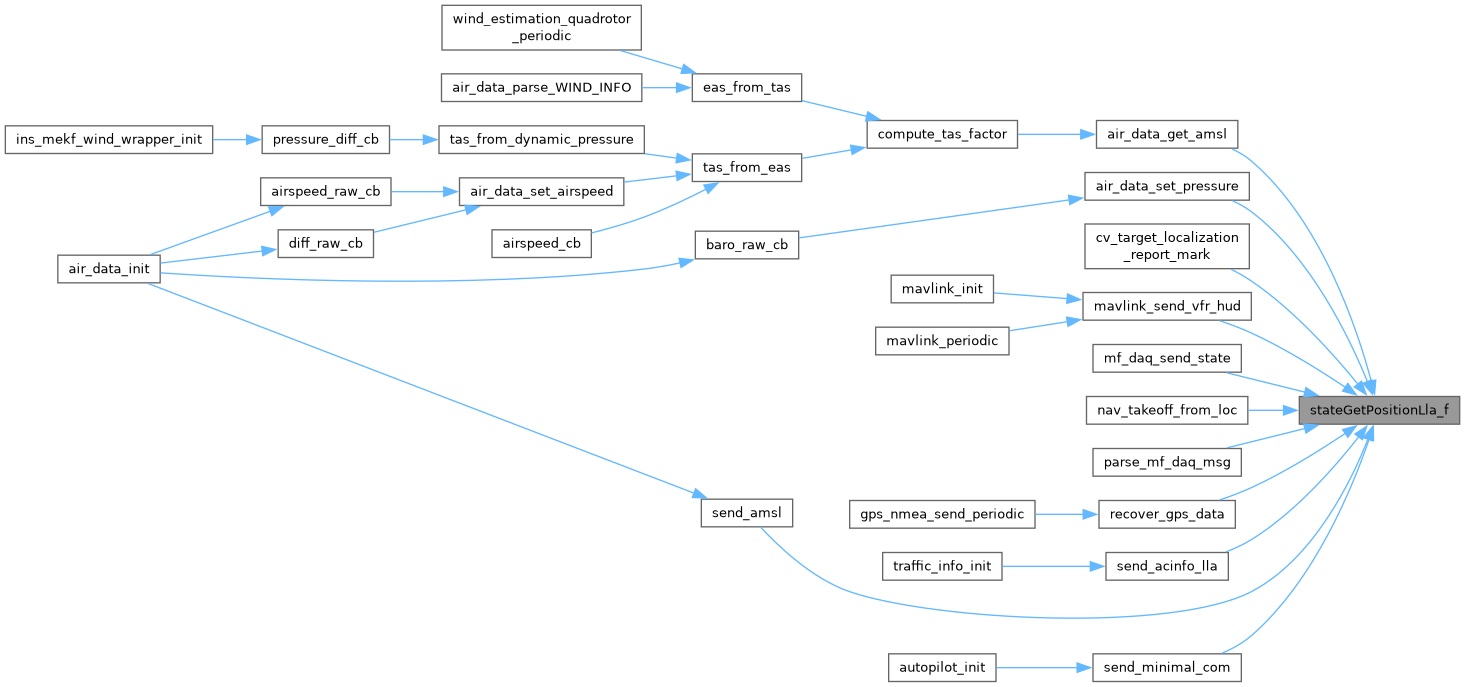 wind_estimation_quadrotor
_periodic
air_data_parse_WIND_INFO
eas_from_tas
ins_mekf_wind_wrapper_init
pressure_diff_cb
tas_from_dynamic_pressure
compute_tas_factor
air_data_get_amsl
tas_from_eas
airspeed_raw_cb
air_data_set_airspeed
air_data_set_pressure
diff_raw_cb
airspeed_cb
baro_raw_cb
cv_target_localization
_report_mark
air_data_init
mavlink_init
mavlink_send_vfr_hud
mavlink_periodic
mf_daq_send_state
nav_takeoff_from_loc
stateGetPositionLla_f
parse_mf_daq_msg
send_amsl
gps_nmea_send_periodic
recover_gps_data
traffic_info_init
send_acinfo_lla
autopilot_init
send_minimal_com